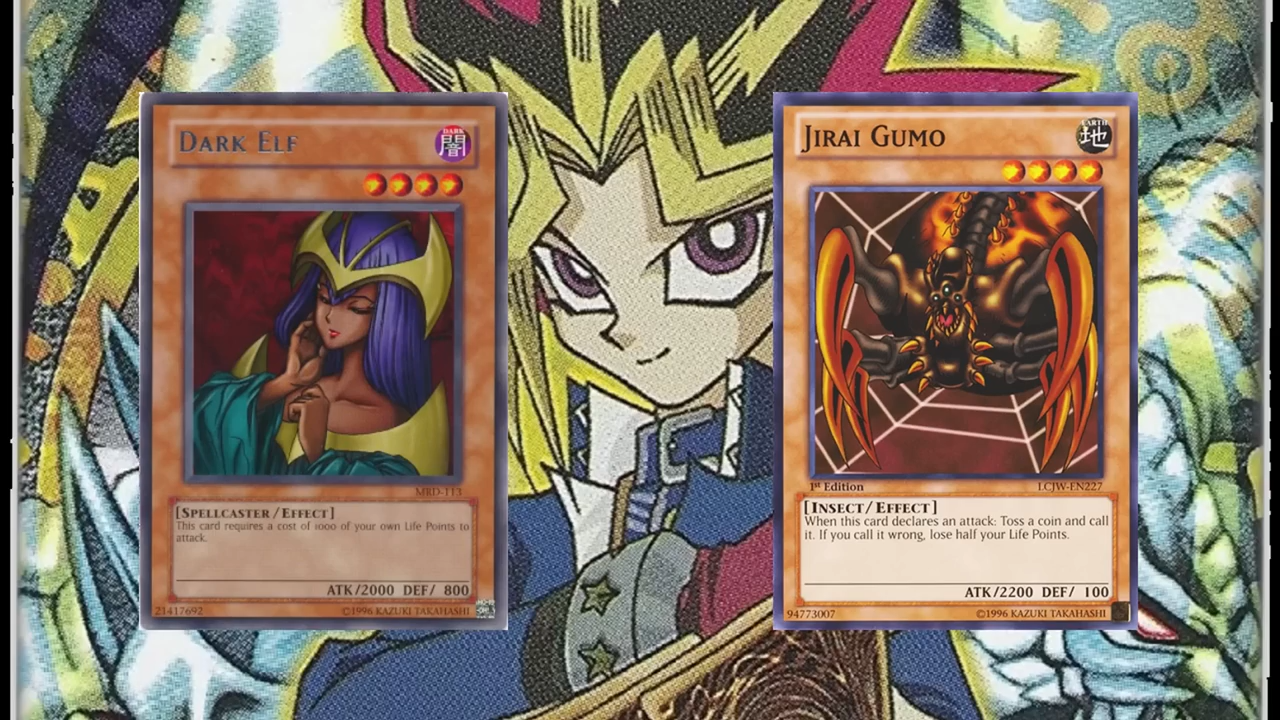 DARK ELF
DARK
闇
MRD-113
[SPELLCASTER/EFFECT]
This card requires a cost of 1000 of your own Life Points to
attack.
ATK/2000 DEF/ 800
21417692
©1996 KAZUKI TAKAHASHI
JIRAI GUMO
EARTH
地
1st Edition
LCJW-EN227
[INSECT/EFFECT]
When this card declares an attack: Toss a coin and call
it. If you call it wrong, lose half your Life Points.
ATK/2200 DEF/ 100
94773007
©1996 KAZUKI TAKAHASHI